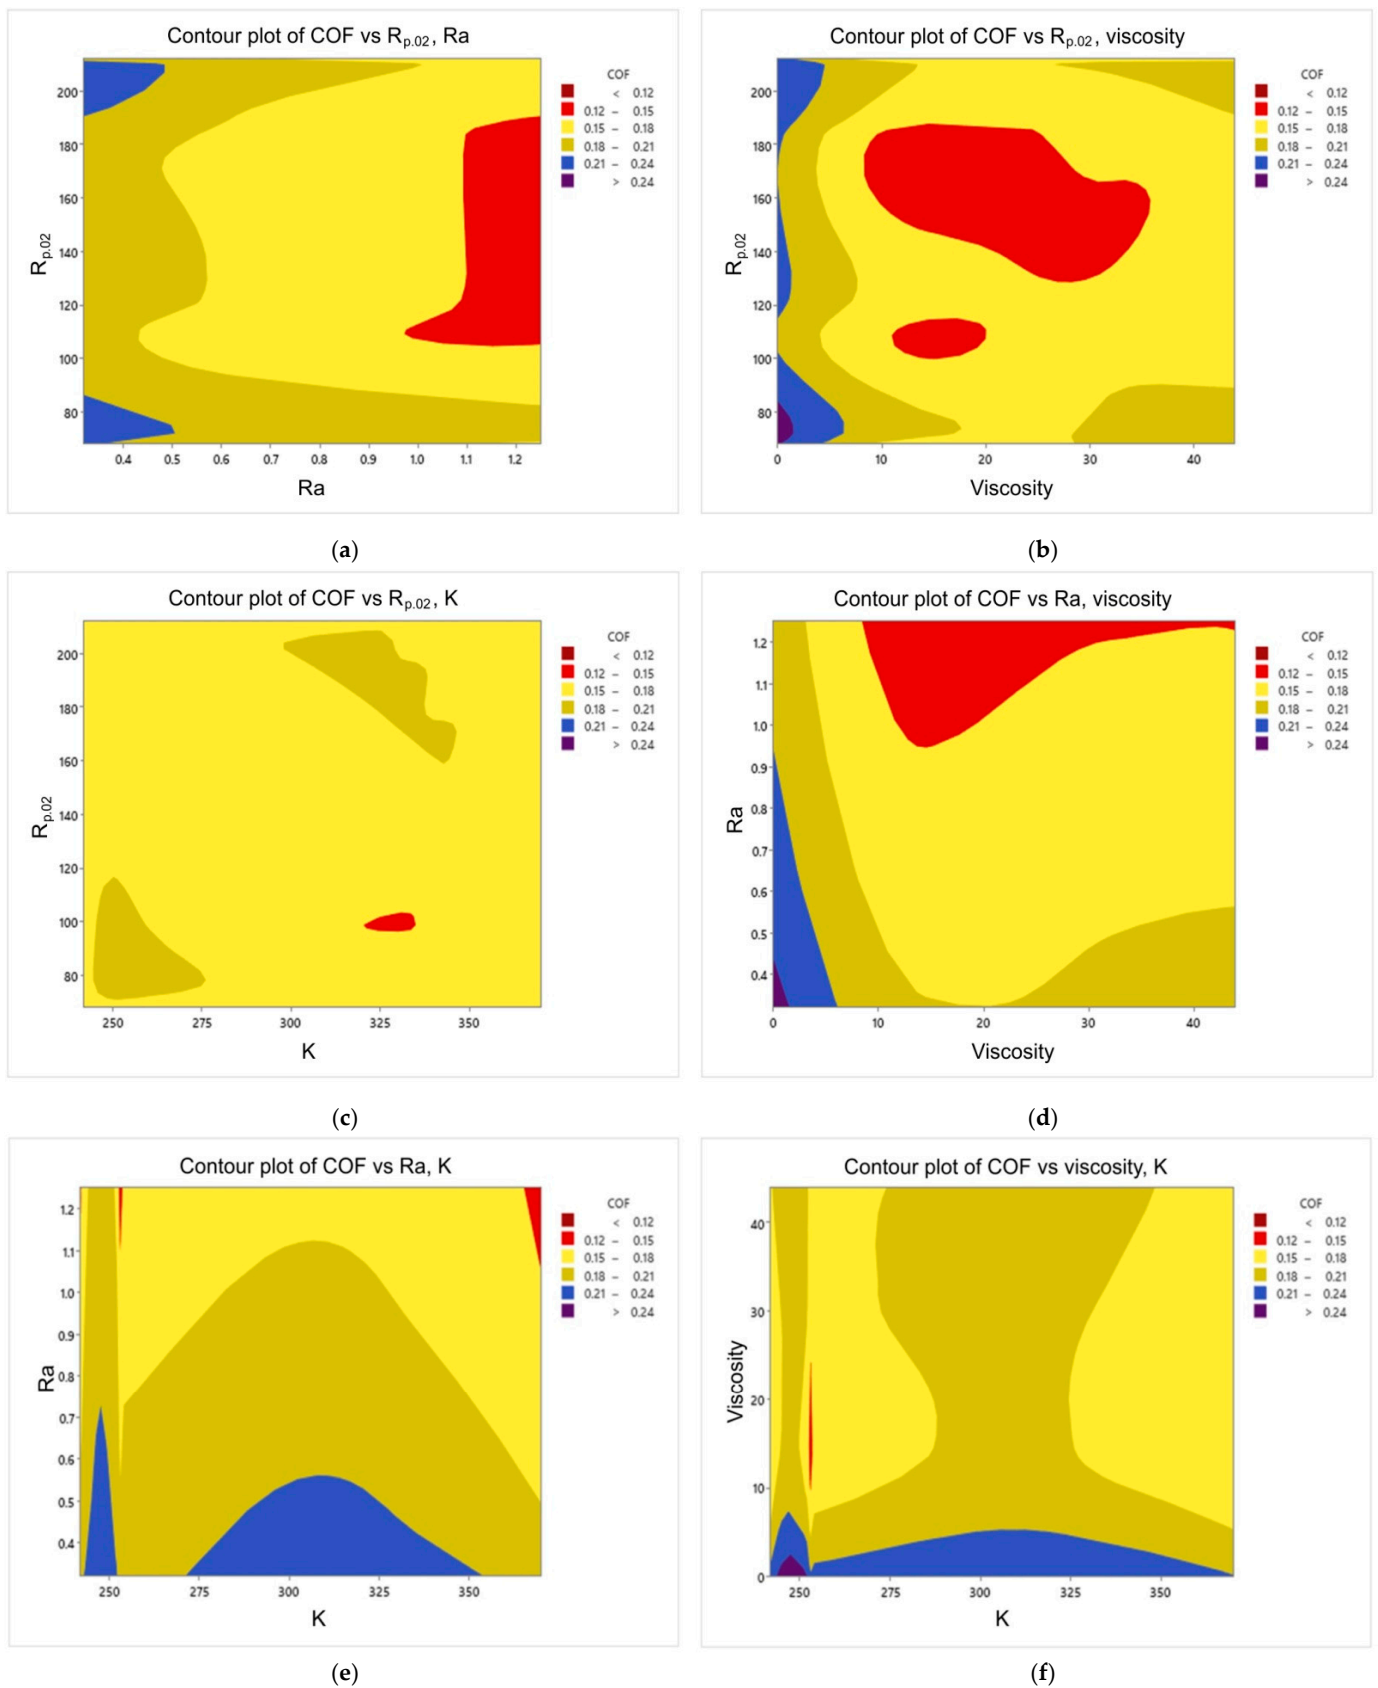 Contour plot of COF vs Rp.02, Ra
COF
< 0.12
0.12 – 0.15
0.15 – 0.18
0.18 – 0.21
0.21 – 0.24
> 0.24
200
180
160
140
120
100
80
Rp.02
0.4 0.5 0.6 0.7 0.8 0.9 1.0 1.1 1.2
Ra
(a)
Contour plot of COF vs Rp.02, viscosity
COF
< 0.12
0.12 – 0.15
0.15 – 0.18
0.18 – 0.21
0.21 – 0.24
> 0.24
200
180
160
140
120
100
80
Rp.02
0 10 20 30 40
Viscosity
(b)
Contour plot of COF vs Rp.02, K
COF
< 0.12
0.12 – 0.15
0.15 – 0.18
0.18 – 0.21
0.21 – 0.24
> 0.24
200
180
160
140
120
100
80
Rp.02
250 275 300 325 350
K
(c)
Contour plot of COF vs Ra, viscosity
COF
< 0.12
0.12 – 0.15
0.15 – 0.18
0.18 – 0.21
0.21 – 0.24
> 0.24
1.2
1.1
1.0
0.9
0.8
0.7
0.6
0.5
0.4
Ra
0 10 20 30 40
Viscosity
(d)
Contour plot of COF vs Ra, K
COF
< 0.12
0.12 – 0.15
0.15 – 0.18
0.18 – 0.21
0.21 – 0.24
> 0.24
1.2
1.1
1.0
0.9
0.8
0.7
0.6
0.5
0.4
Ra
250 275 300 325 350
K
(e)
Contour plot of COF vs viscosity, K
COF
< 0.12
0.12 – 0.15
0.15 – 0.18
0.18 – 0.21
0.21 – 0.24
> 0.24
40
30
20
10
0
Viscosity
250 275 300 325 350
K
(f)